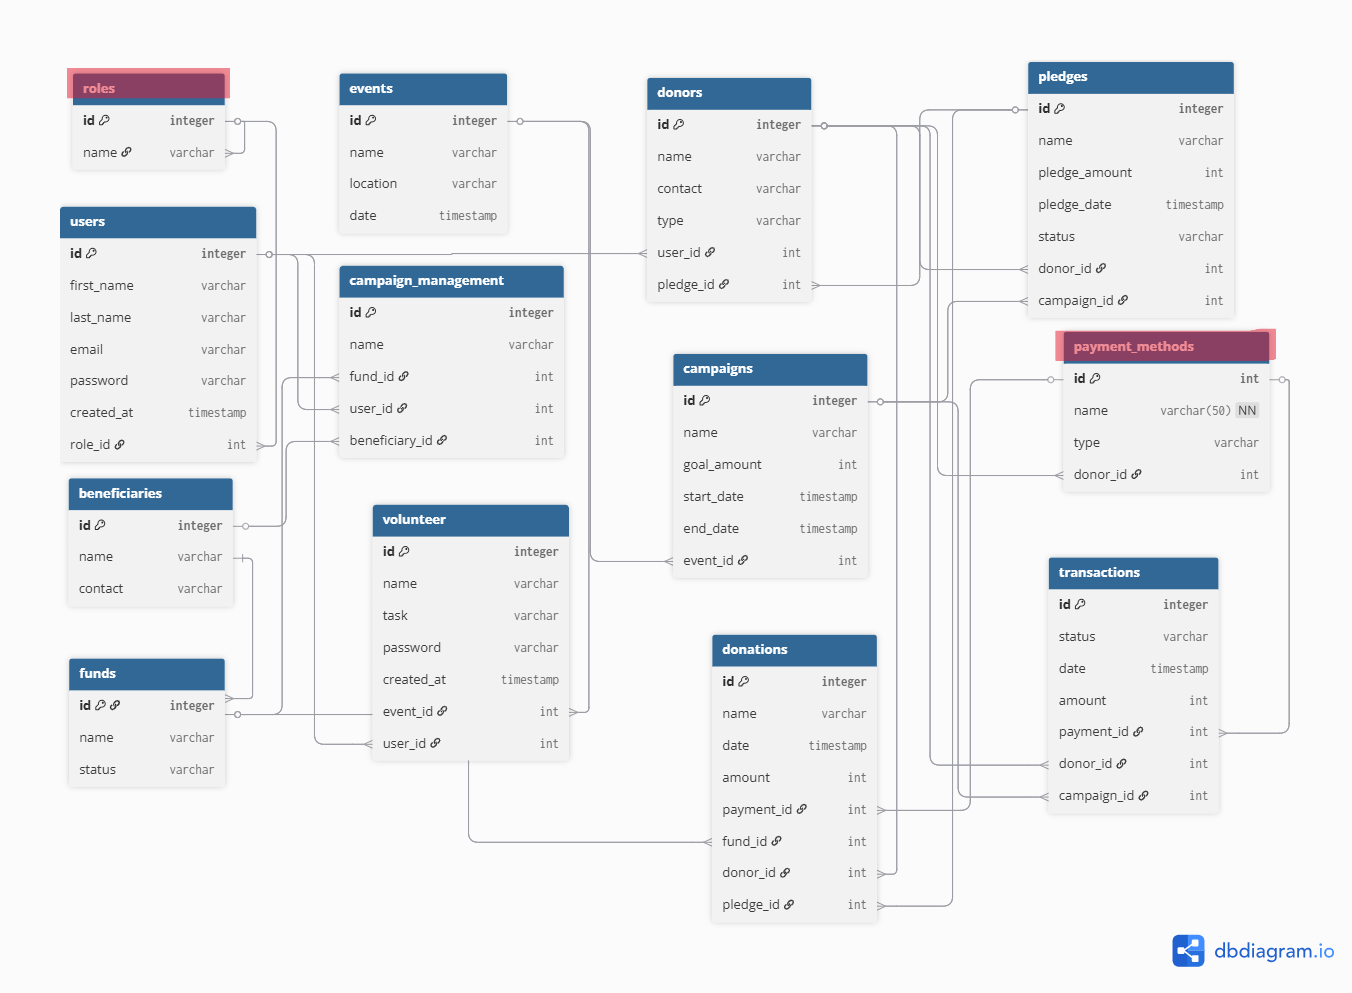 roles
id integer
name varchar
users
id integer
first_name varchar
last_name varchar
email varchar
password varchar
created_at timestamp
role_id int
beneficiaries
id integer
name varchar
contact varchar
funds
id integer
name varchar
status varchar
events
id integer
name varchar
location varchar
date timestamp
campaign_management
id integer
name varchar
fund_id int
user_id int
beneficiary_id int
volunteer
id integer
name varchar
task varchar
password varchar
created_at timestamp
event_id int
user_id int
donors
id integer
name varchar
contact varchar
type varchar
user_id int
pledge_id int
campaigns
id integer
name varchar
goal_amount int
start_date timestamp
end_date timestamp
event_id int
donations
id integer
name varchar
date timestamp
amount int
payment_id int
fund_id int
donor_id int
pledge_id int
pledges
id integer
name varchar
pledge_amount int
pledge_date timestamp
status varchar
donor_id int
campaign_id int
payment_methods
id int
name varchar(50) NN
type varchar
donor_id int
transactions
id integer
status varchar
date timestamp
amount int
payment_id int
donor_id int
campaign_id int
dbdiagram.io